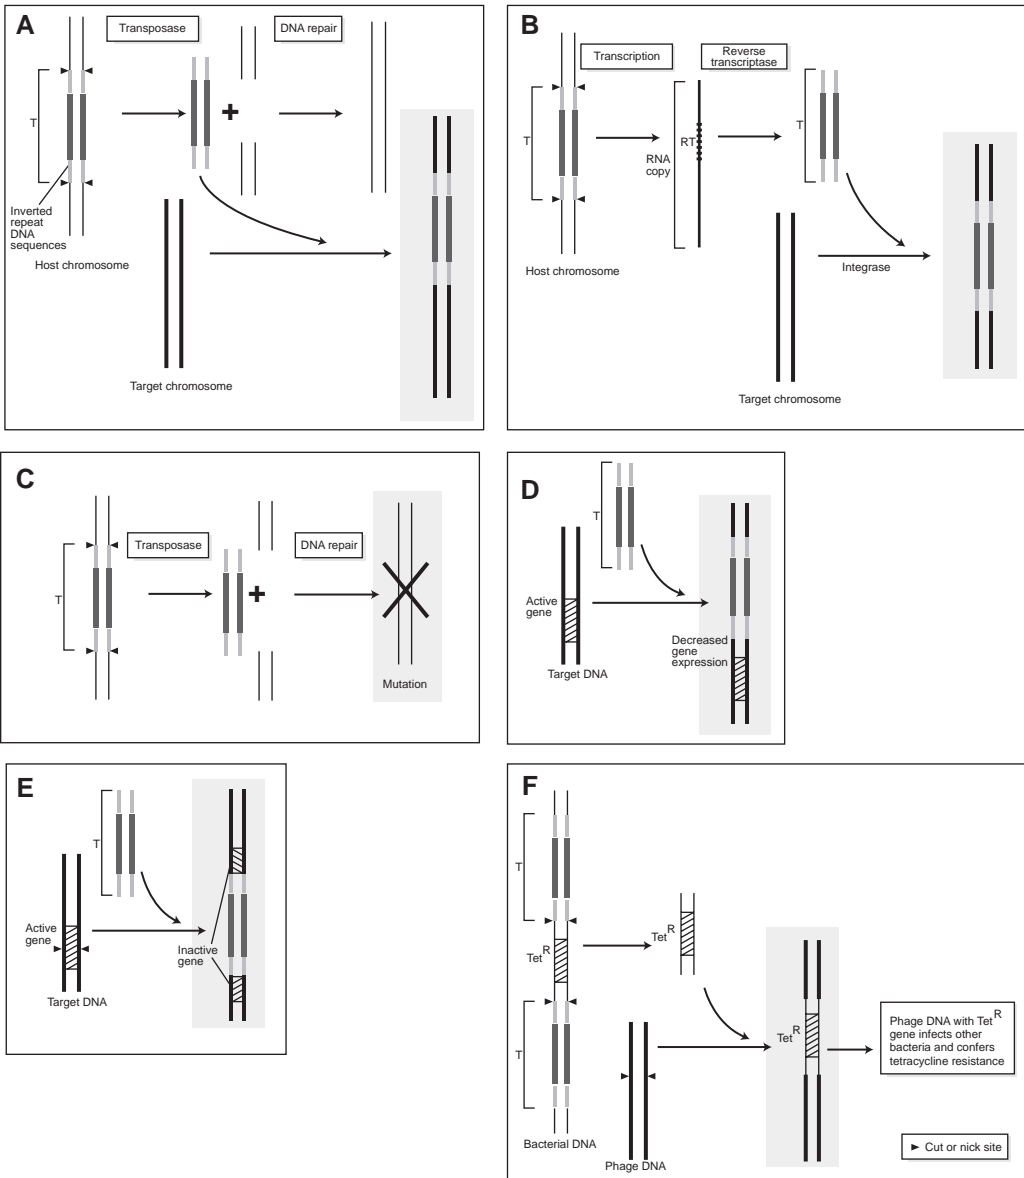 A
Transposase
DNA repair
T
Inverted
repeat
DNA
sequences
Host chromosome
Target chromosome
B
Transcription
Reverse
transcriptase
T
RNA
copy
RT
T
Host chromosome
Integrase
Target chromosome
C
Transposase
DNA repair
T
Mutation
D
T
Active
gene
Target DNA
Decreased
gene
expression
E
T
Active
gene
Target DNA
Inactive
gene
F
T
Tet R
Tet R
T
Bacterial DNA
Phage DNA
Tet R
Phage DNA with Tet R
gene infects other
bacteria and confers
tetracycline resistance
Cut or nick site